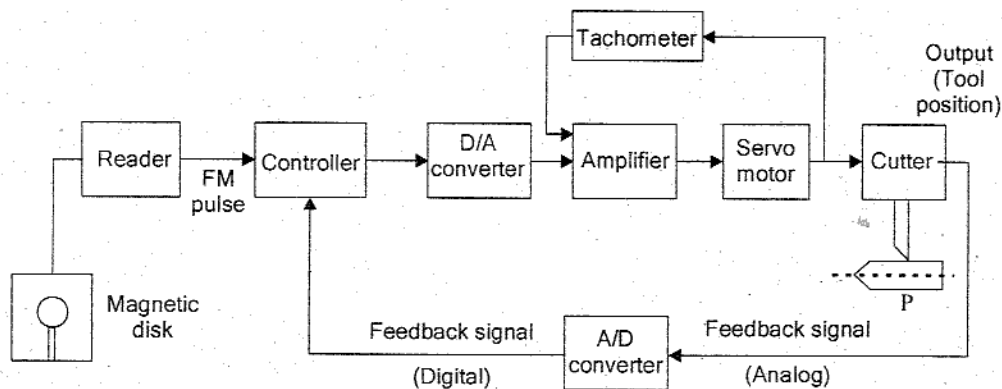 Tachometer
Output
(Tool
position)
Reader
FM
pulse
Controller
D/A
converter
Amplifier
Servo
motor
Cutter
P
Magnetic
disk
Feedback signal
(Digital)
A/D
converter
Feedback signal
(Analog)